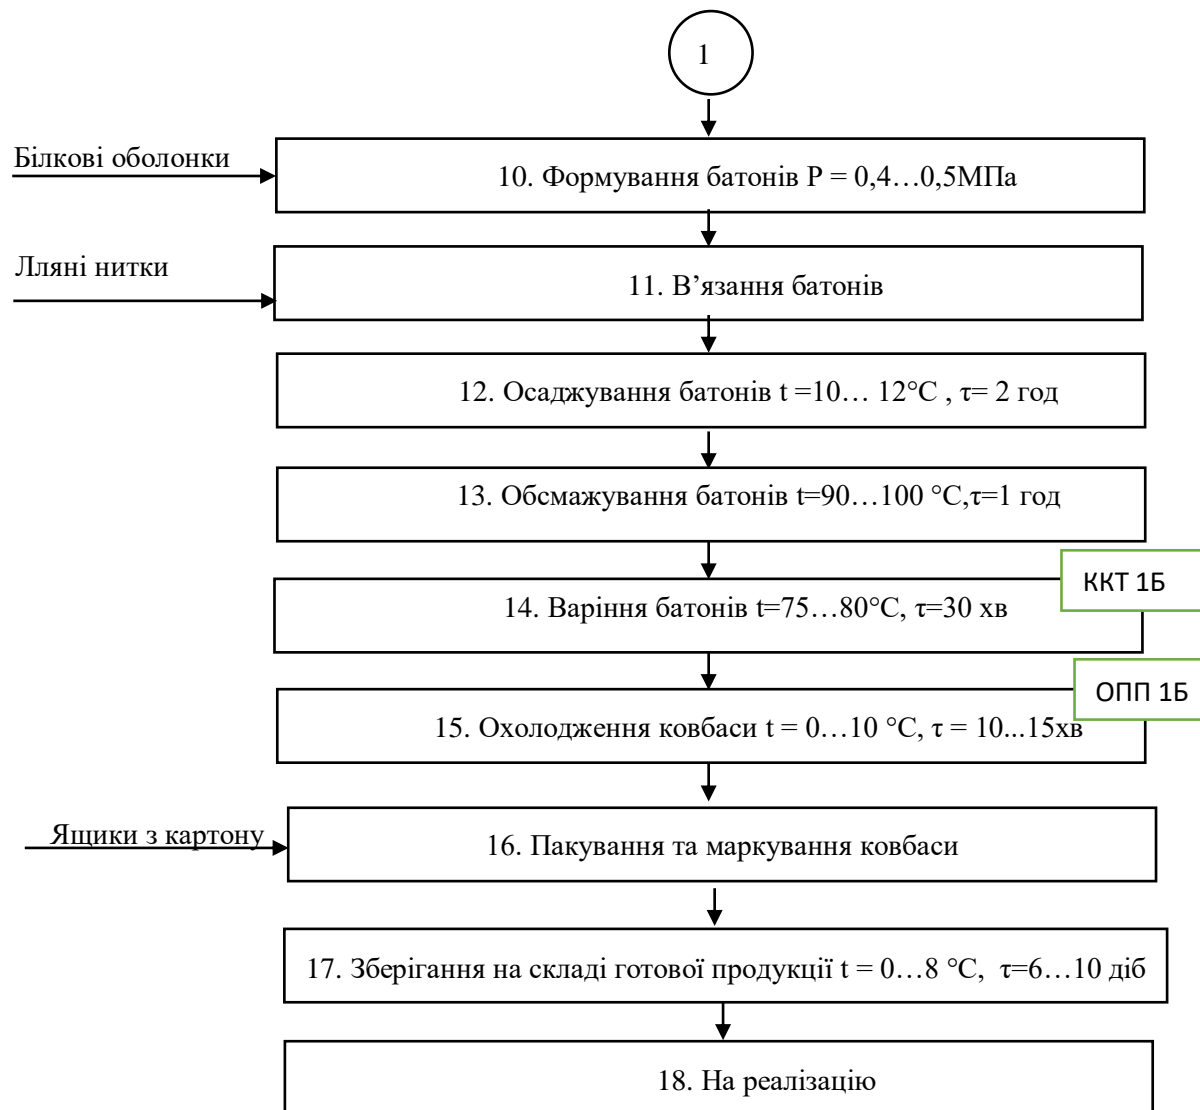 1
Білкові оболонки
10. Формування батонів Р = 0,4…0,5МПа
Лляні нитки
11. В’язання батонів
12. Осаджування батонів t =10… 12°С , τ= 2 год
13. Обсмажування батонів t=90…100 °С,τ=1 год
ККТ 1Б
14. Варіння батонів t=75…80°С, τ=30 хв
ОПП 1Б
15. Охолодження ковбаси t = 0…10 °С, τ = 10...15хв
Ящики з картону
16. Пакування та маркування ковбаси
17. Зберігання на складі готової продукції t = 0…8 °С, τ=6…10 діб
18. На реалізацію